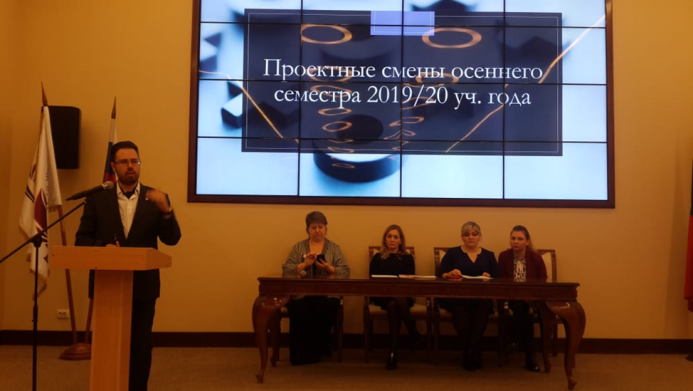 Проектные смены осеннего
семестра 2019/20 уч. года